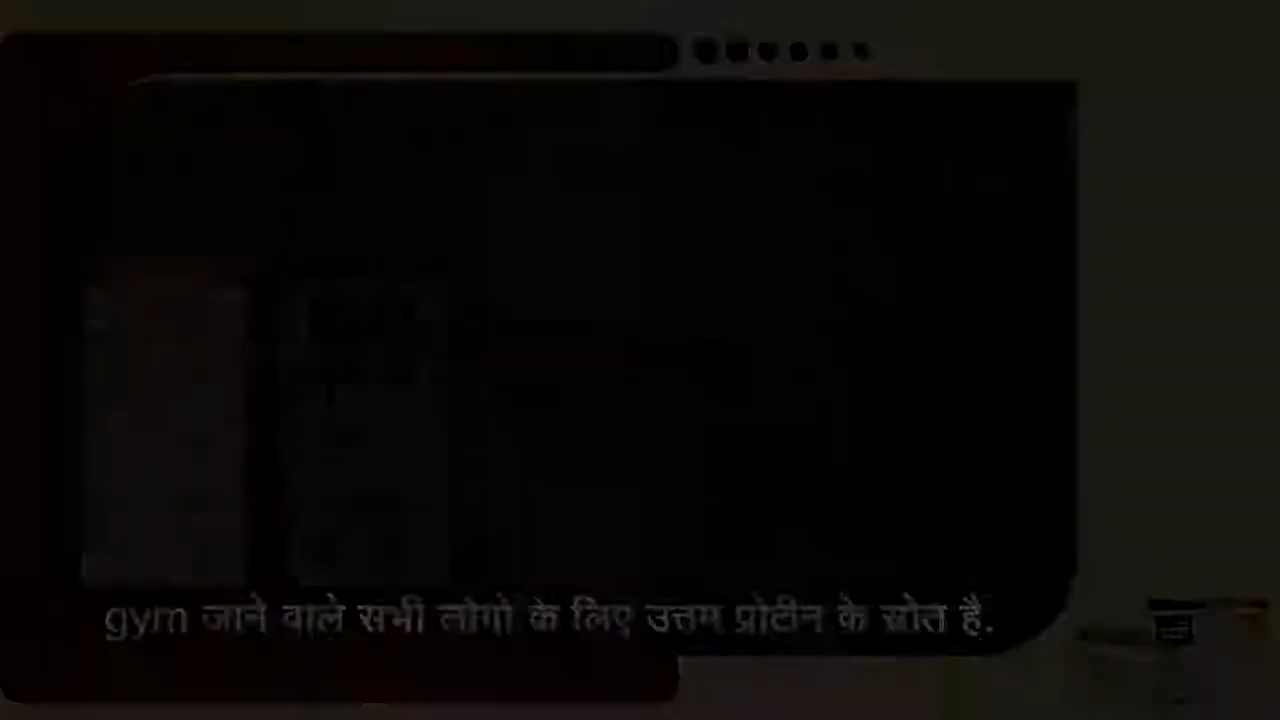 gym जाने वाले सभी लोगो के लिए उत्तम प्रोटीन के स्रोत है.